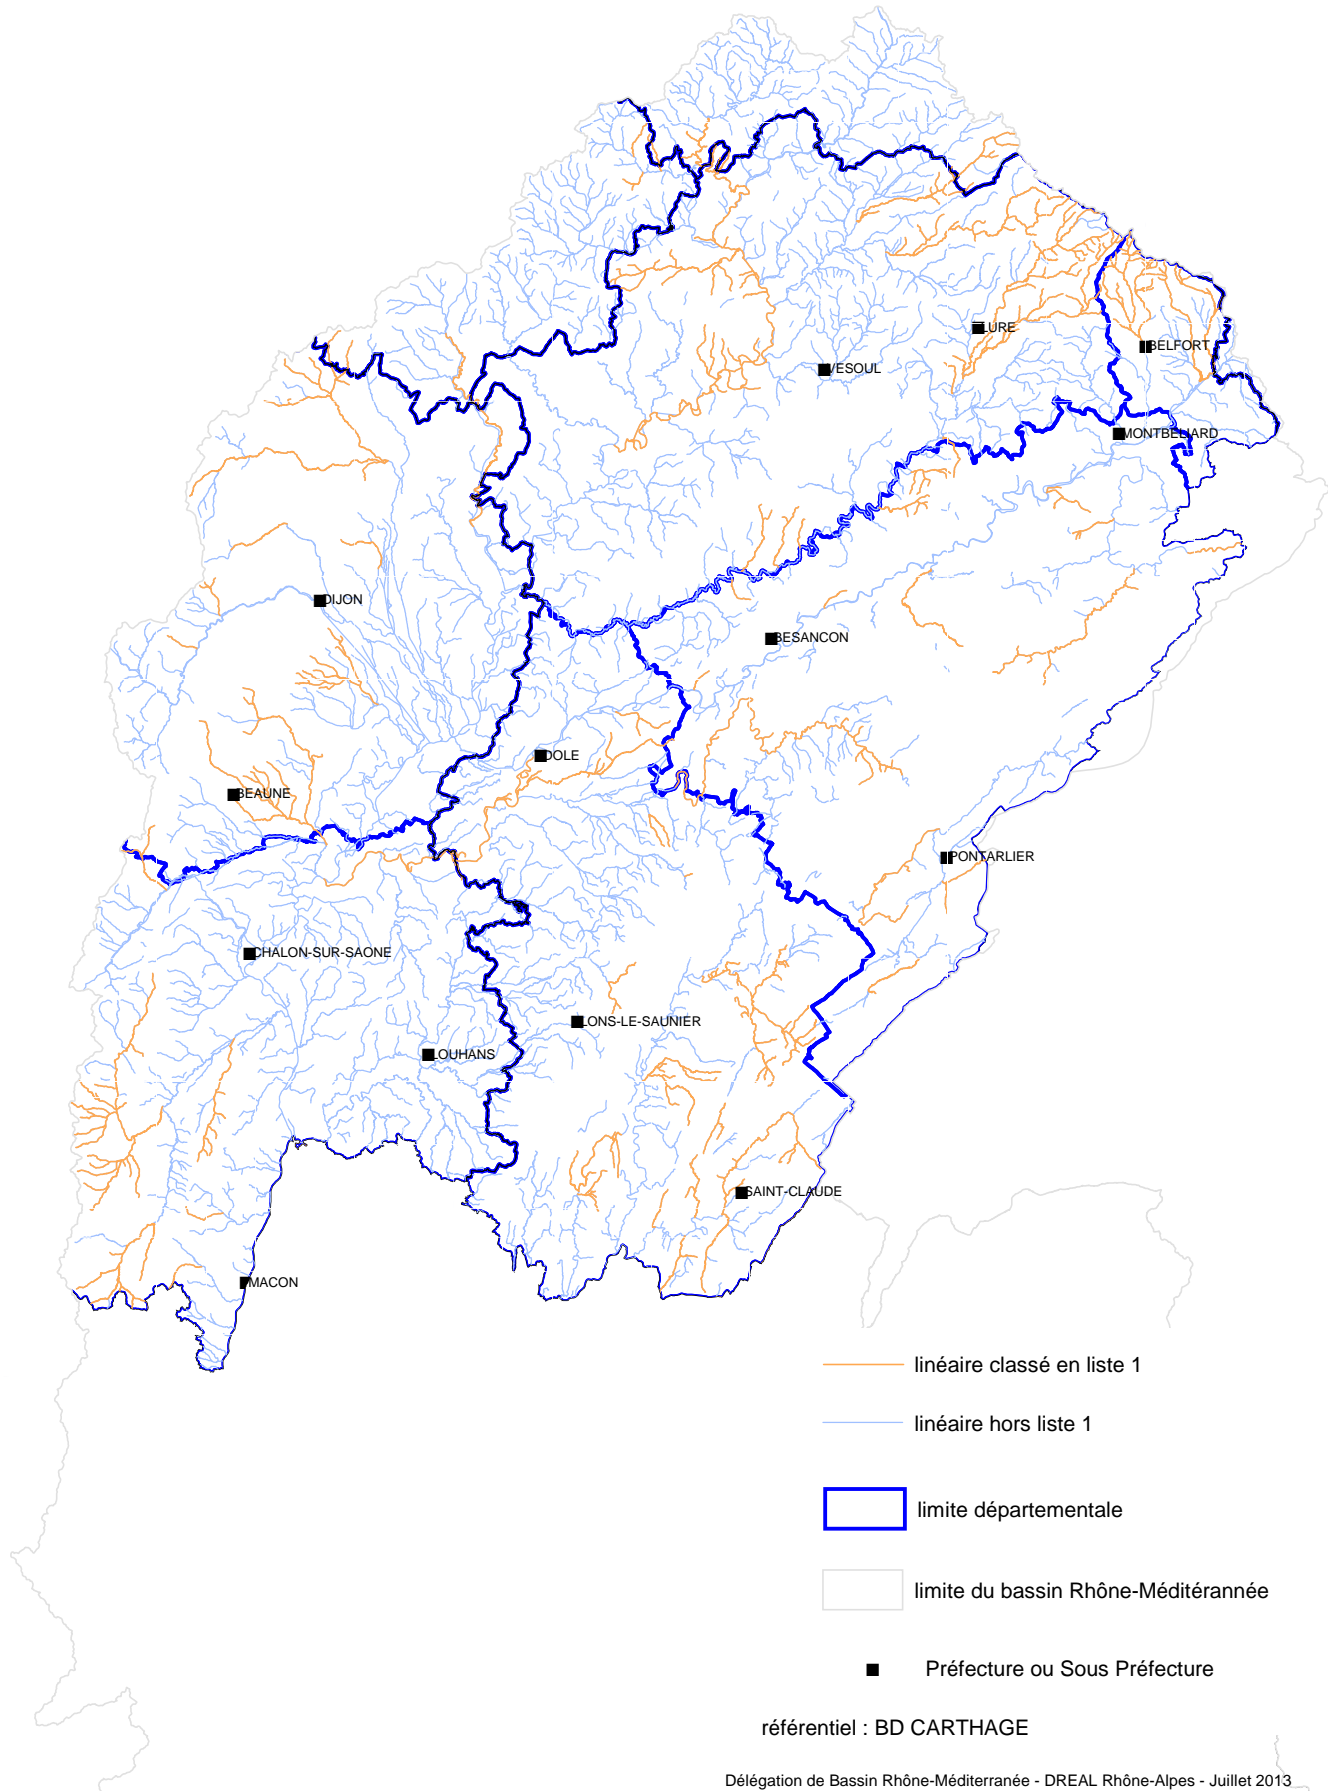 LURE
BELFORT
VESOUL
MONTBELIARD
DIJON
BESANCON
DOLE
BEAUNE
PONTARLIER
CHALON-SUR-SAONE
LONS-LE-SAUNIER
LOUHANS
SAINT-CLAUDE
MACON
linéaire classé en liste 1
linéaire hors liste 1
limite départementale
limite du bassin Rhône-Méditérannée
Préfecture ou Sous Préfecture
référentiel : BD CARTHAGE
Délégation de Bassin Rhône-Méditerranée - DREAL Rhône-Alpes - Juillet 2013